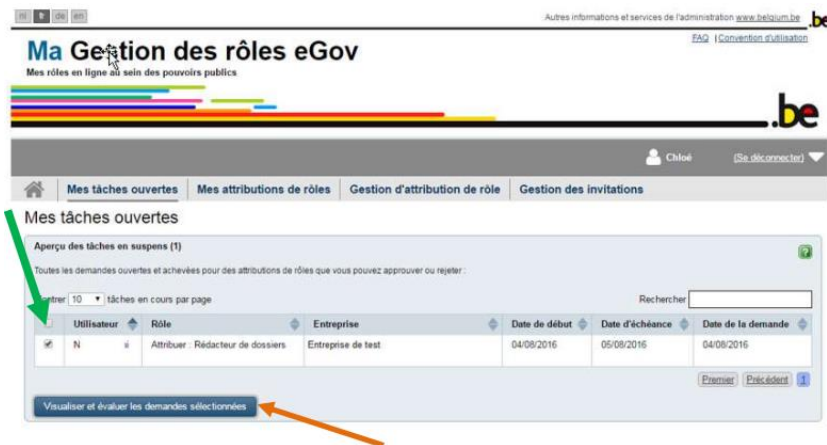 nl fr de en
Autres informations et services de l'administration www.belgium.be
.be
FAQ | Convention d'utilisation
Ma Gestion des rôles eGov
Mes rôles en ligne au sein des pouvoirs publics
.be
Chloé (Se déconnecter)
Mes tâches ouvertes Mes attributions de rôles Gestion d'attribution de rôle Gestion des invitations
Mes tâches ouvertes
Aperçu des tâches en suspens (1)
Toutes les demandes ouvertes et achevées pour des attributions de rôles que vous pouvez approuver ou rejeter :
10 tâches en cours par page Rechercher
Utilisateur Rôle Entreprise Date de début Date d'échéance Date de la demande
N Attribuer : Rédacteur de dossiers Entreprise de test 04/08/2016 05/08/2016 04/08/2016
Premier Précédent 1
Visualiser et évaluer les demandes sélectionnées